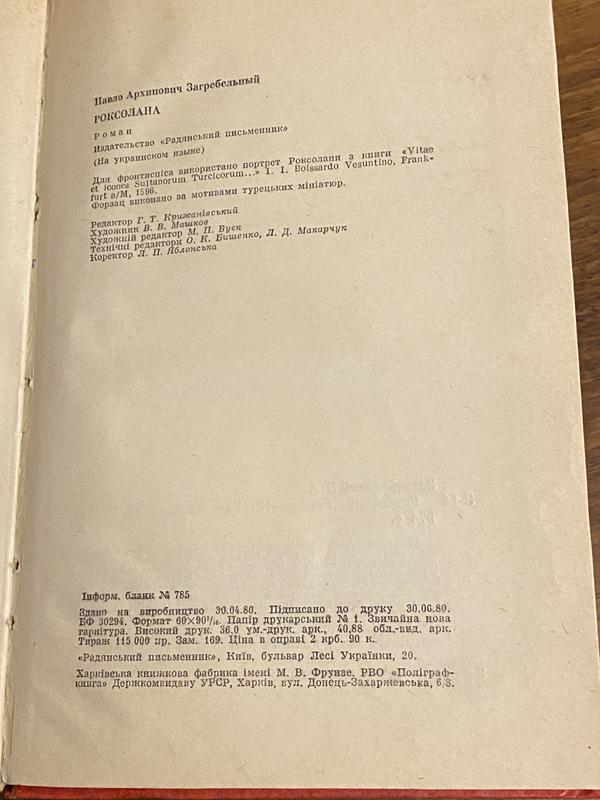 Павло Архипович Загребельный
РОКСОЛАНА
роман
Издательство «Радянський письменник»
(На украинском языке)
Для фронтиспіса використано портрет Роксолани з книги «Vitae
et icones Sultanorum Turcicorum...» I. I. Boissardo Vesuntino, Frank-
furt a/M, 1596.
Форзац виконано за мотивами турецьких мініатюр.
Редактор Г. Т. Крижанівський
Художник В. В. Машков
Художній редактор М. П. Вуєк
Технічні редактори О. К. Бишенко, Л. Д. Макарчук
Коректор Л. П. Яблонська
Інформ. бланк № 785
Здано на виробництво 30.04.80. Підписано до друку 30.06.80.
БФ 30294. Формат 60×90¹/₁₆. Папір друкарський № 1. Звичайна нова
гарнітура. Високий друк. 36,0 ум.-друк. арк., 40,88 обл.-вид. арк.
Тираж 115 000 пр. Зам. 169. Ціна в оправі 2 крб. 90 к.
«Радянський письменник», Київ, бульвар Лесі Українки, 20.
Харківська книжкова фабрика імені М. В. Фрунзе. РВО «Поліграф-
книга» Держкомвидаву УРСР, Харків, вул. Донець-Захаржевська, 6/8.